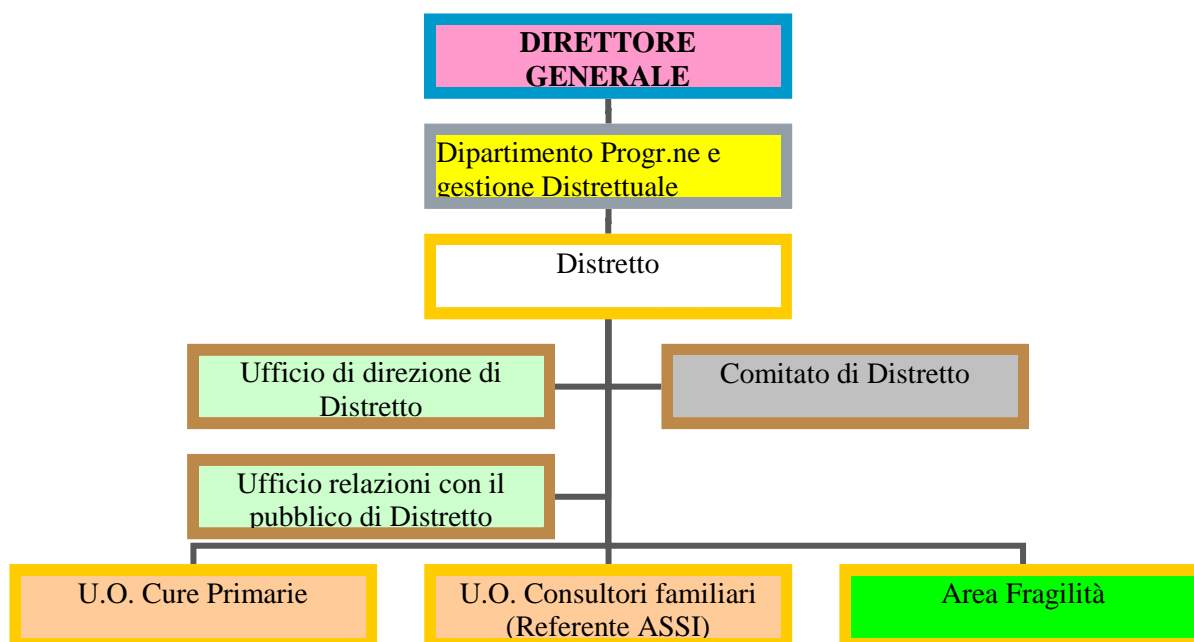 DIRETTORE
GENERALE
Dipartimento Progr.ne e
gestione Distrettuale
Distretto
Ufficio di direzione di
Distretto
Comitato di Distretto
Ufficio relazioni con il
pubblico di Distretto
U.O. Cure Primarie
U.O. Consultori familiari
(Referente ASSI)
Area Fragilità